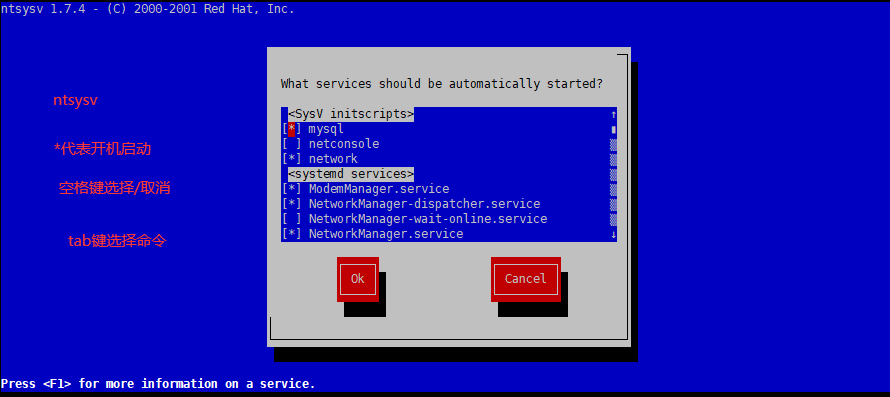 ntsysv 1.7.4 - (C) 2000-2001 Red Hat, Inc.
ntsysv
*代表开机启动
空格键选择/取消
tab键选择命令
What services should be automatically started?
<SysV initscripts>
[*] mysql
[ ] netconsole
[*] network
<systemd services>
[*] ModemManager.service
[*] NetworkManager-dispatcher.service
[ ] NetworkManager-wait-online.service
[*] NetworkManager.service
Ok
Cancel
Press <F1> for more information on a service.